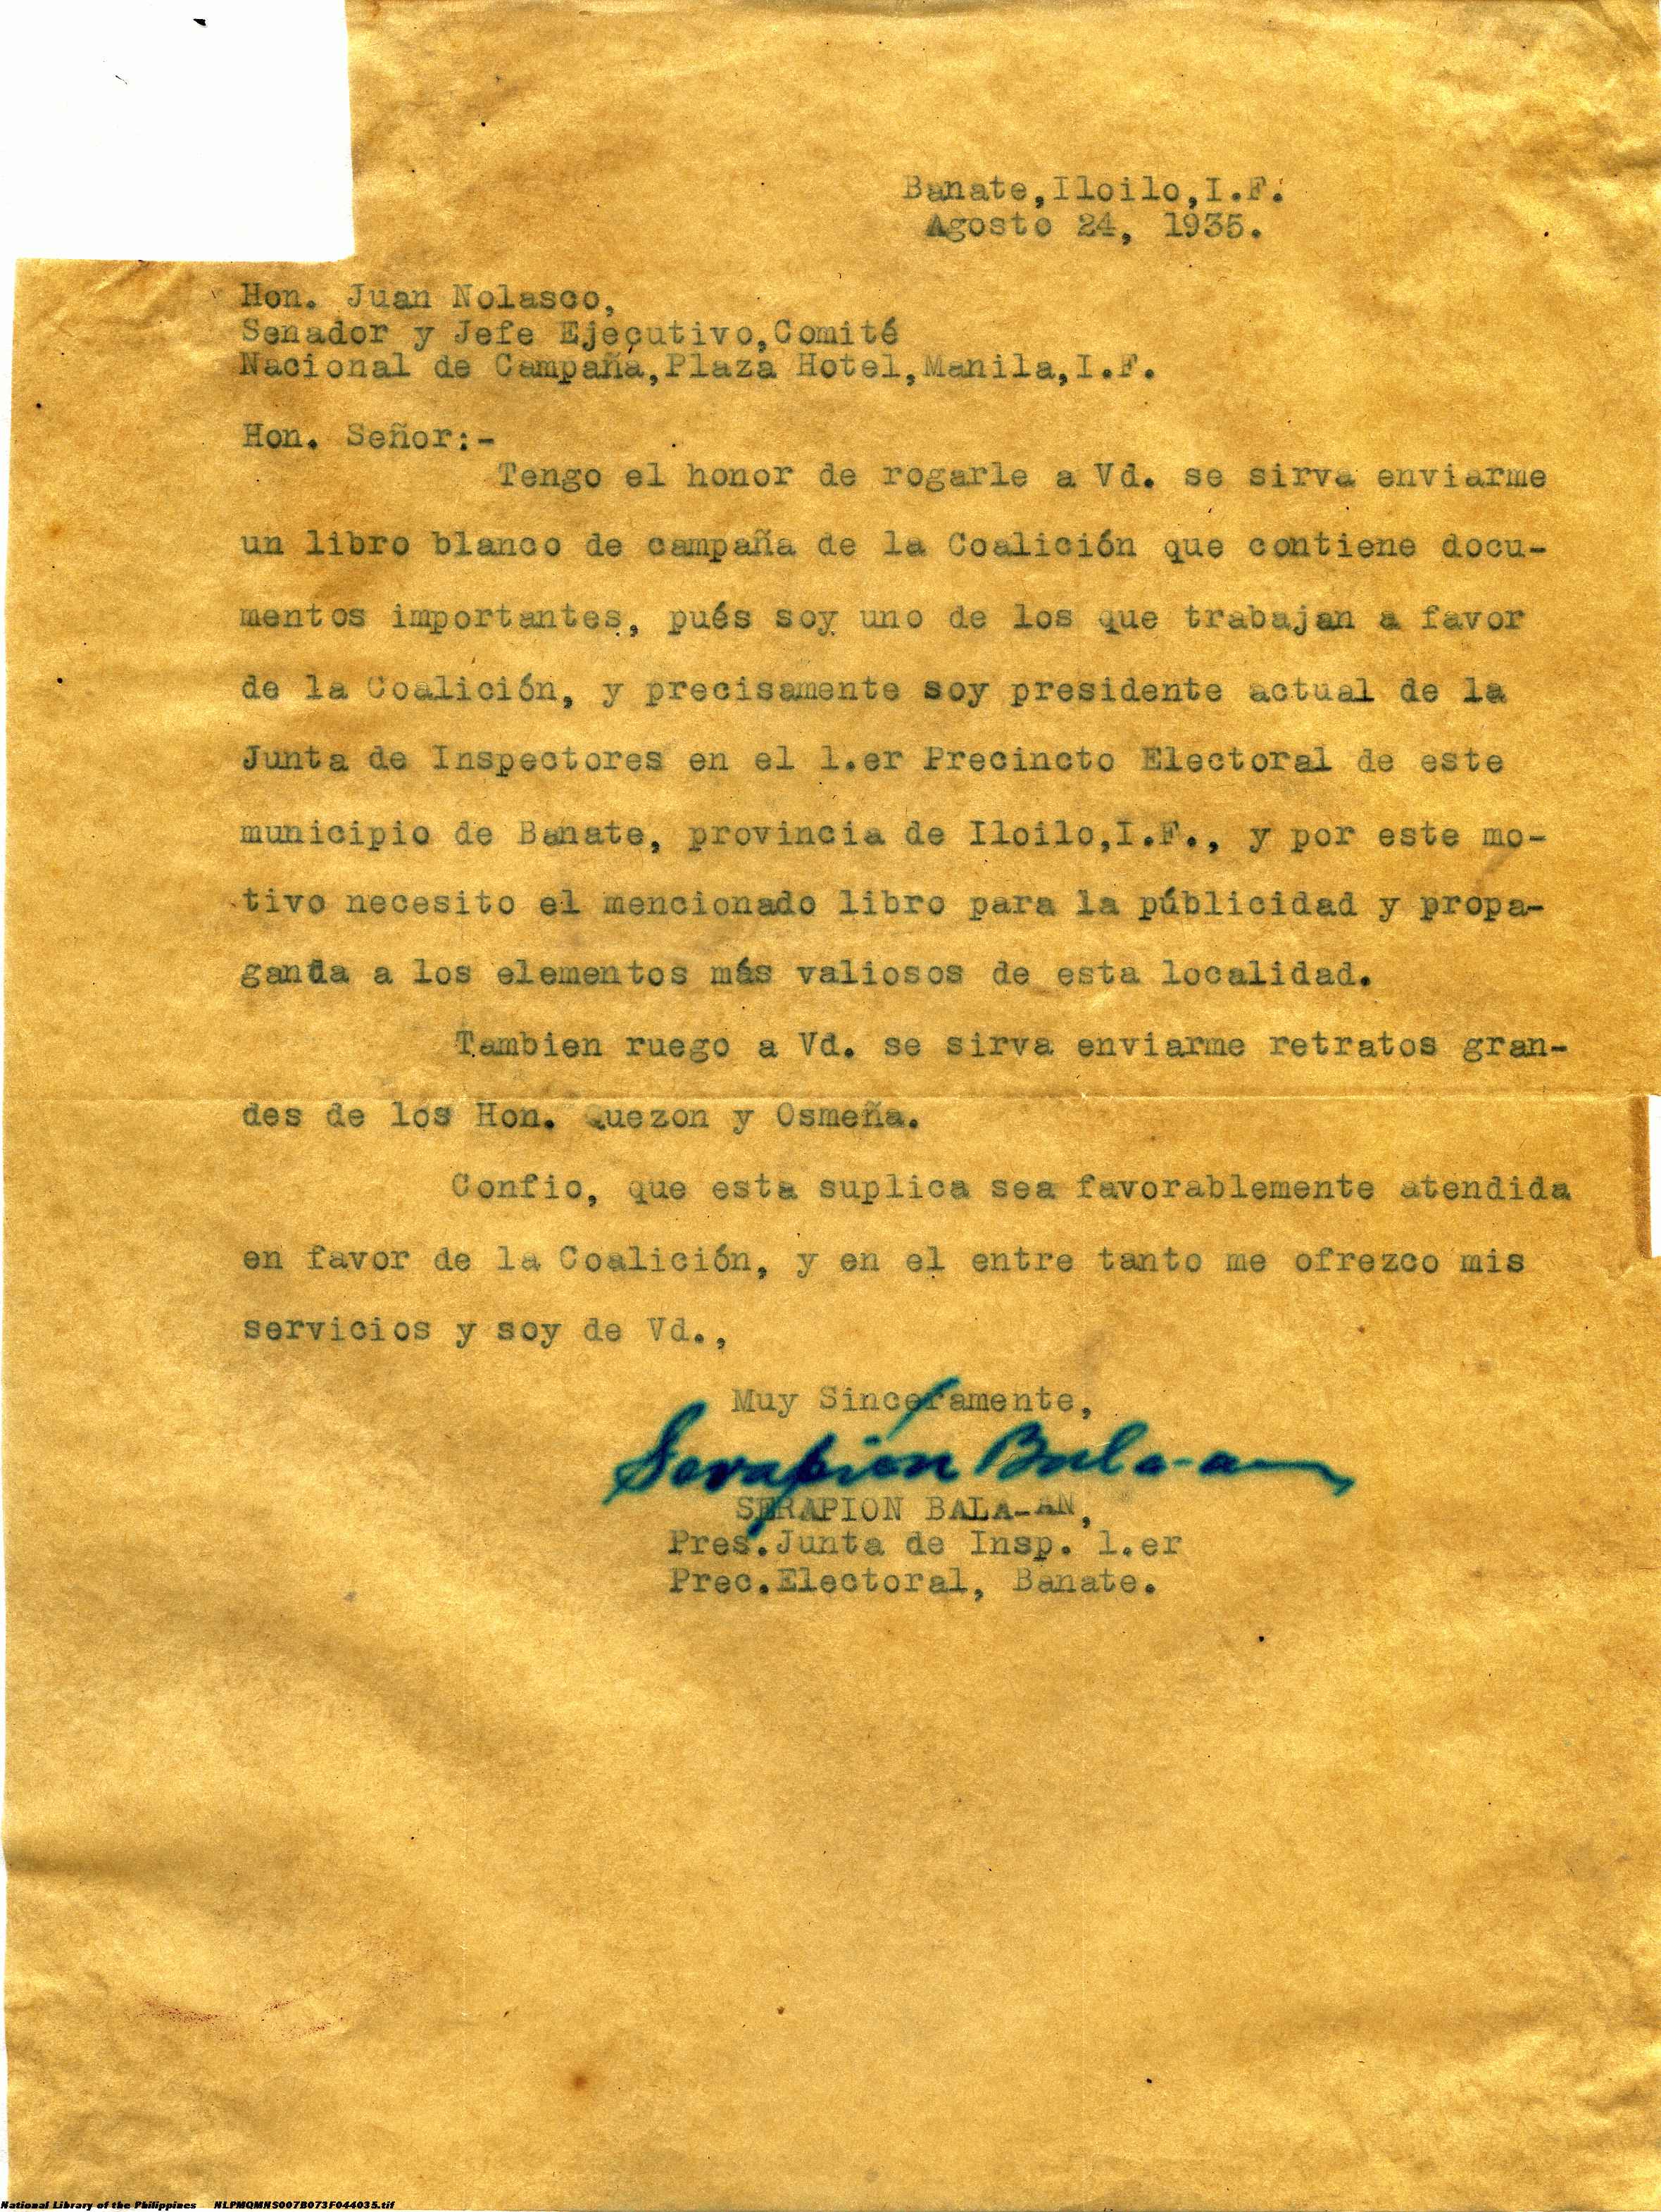 Banate,Iloilo,I.F.
Agosto 24, 1935.
Hon. Juan Nolasco,
Senador y Jefe Ejecutivo,Comité
Nacional de Campaña,Plaza Hotel,Manila,I.F.
Hon. Señor:-
Tengo el honor de rogarle a Vd. se sirva enviarme
un libro blanco de campaña de la Coalición que contiene docu-
mentos importantes, pués soy uno de los que trabajan a favor
de la Coalición, y precisamente soy presidente actual de la
Junta de Inspectores en el 1.er Precincto Electoral de este
municipio de Banate, provincia de Iloilo,I.F., y por este mo-
tivo necesito el mencionado libro para la públicidad y propa-
ganda a los elementos más valiosos de esta localidad.
Tambien ruego a Vd. se sirva enviarme retratos gran-
des de los Hon. Quezon y Osmeña.
Confio, que esta suplica sea favorablemente atendida
en favor de la Coalición, y en el entre tanto me ofrezco mis
servicios y soy de Vd.,
Muy Sinceramente,
Serapion Bala-an
SERAPION BALA-AN,
Pres.Junta de Insp. 1.er
Prec.Electoral, Banate.
National Library of the Philippines NLPMQMNS007B073F044035.tif